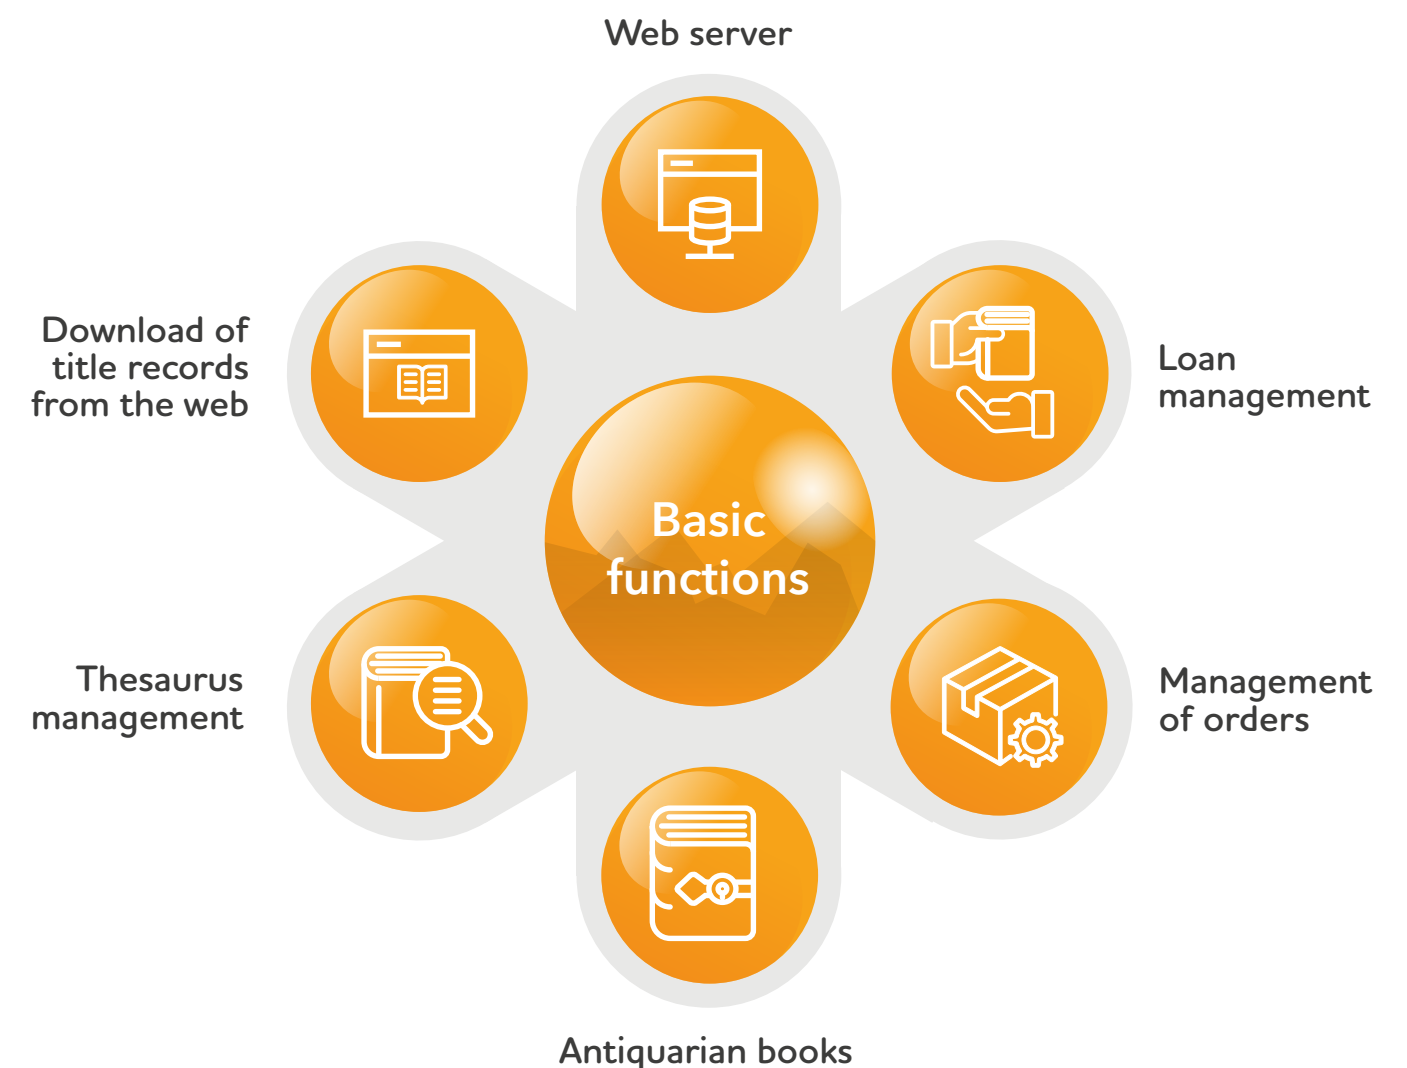 Web server
Download of
title records
from the web
Loan
management
Basic
functions
Thesaurus
management
Management
of orders
Antiquarian books